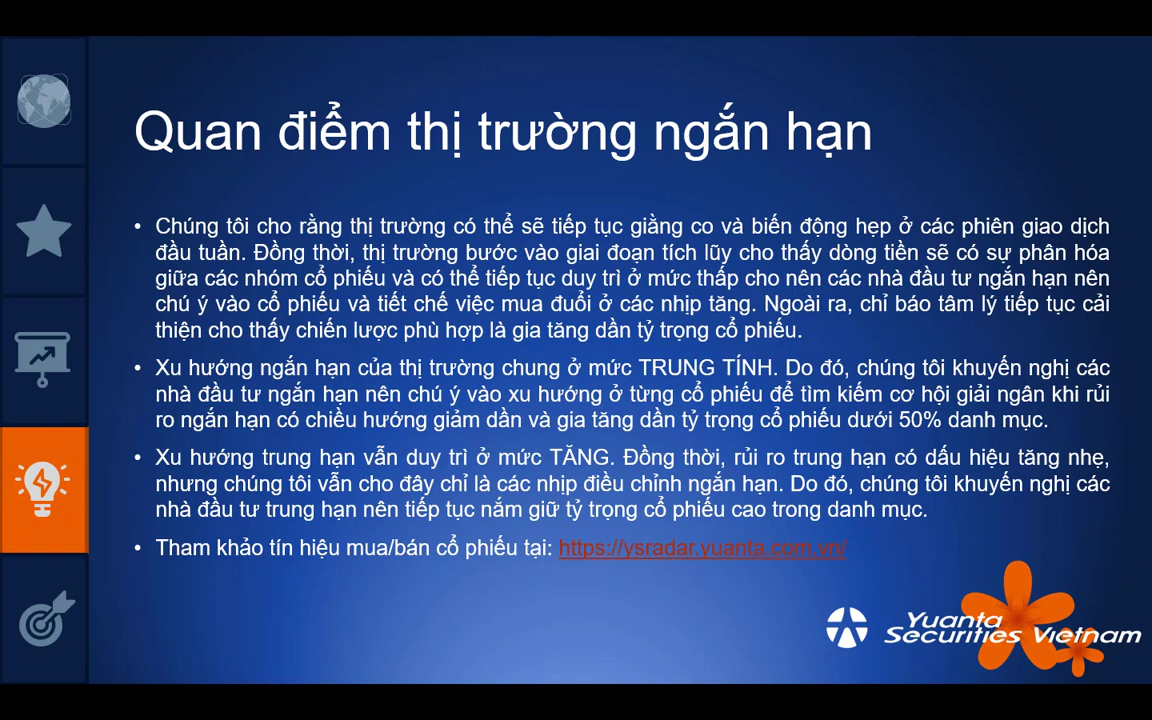 Quan điểm thị trường ngắn hạn
• Chúng tôi cho rằng thị trường có thể sẽ tiếp tục giằng co và biến động hẹp ở các phiên giao dịch
đầu tuần. Đồng thời, thị trường bước vào giai đoạn tích lũy cho thấy dòng tiền sẽ có sự phân hóa
giữa các nhóm cổ phiếu và có thể tiếp tục duy trì ở mức thấp cho nên các nhà đầu tư ngắn hạn nên
chú ý vào cổ phiếu và tiết chế việc mua đuổi ở các nhịp tăng. Ngoài ra, chỉ báo tâm lý tiếp tục cải
thiện cho thấy chiến lược phù hợp là gia tăng dần tỷ trọng cổ phiếu.
• Xu hướng ngắn hạn của thị trường chung ở mức TRUNG TÍNH. Do đó, chúng tôi khuyến nghị các
nhà đầu tư ngắn hạn nên chú ý vào xu hướng ở từng cổ phiếu để tìm kiếm cơ hội giải ngân khi rủi
ro ngắn hạn có chiều hướng giảm dần và gia tăng dần tỷ trọng cổ phiếu dưới 50% danh mục.
• Xu hướng trung hạn vẫn duy trì ở mức TĂNG. Đồng thời, rủi ro trung hạn có dấu hiệu tăng nhẹ,
nhưng chúng tôi vẫn cho đây chỉ là các nhịp điều chỉnh ngắn hạn. Do đó, chúng tôi khuyến nghị các
nhà đầu tư trung hạn nên tiếp tục nắm giữ tỷ trọng cổ phiếu cao trong danh mục.
• Tham khảo tín hiệu mua/bán cổ phiếu tại: https://ysradar.yuanta.com.vn/
Yuanta
Securities Vietnam